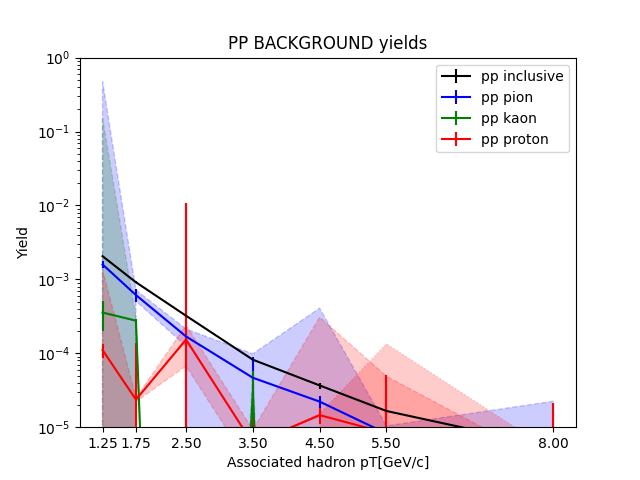 PP BACKGROUND yields
10^0
10^-1
10^-2
10^-3
10^-4
10^-5
Yield
pp inclusive
pp pion
pp kaon
pp proton
1.25 1.75 2.50 3.50 4.50 5.50 8.00
Associated hadron pT[GeV/c]